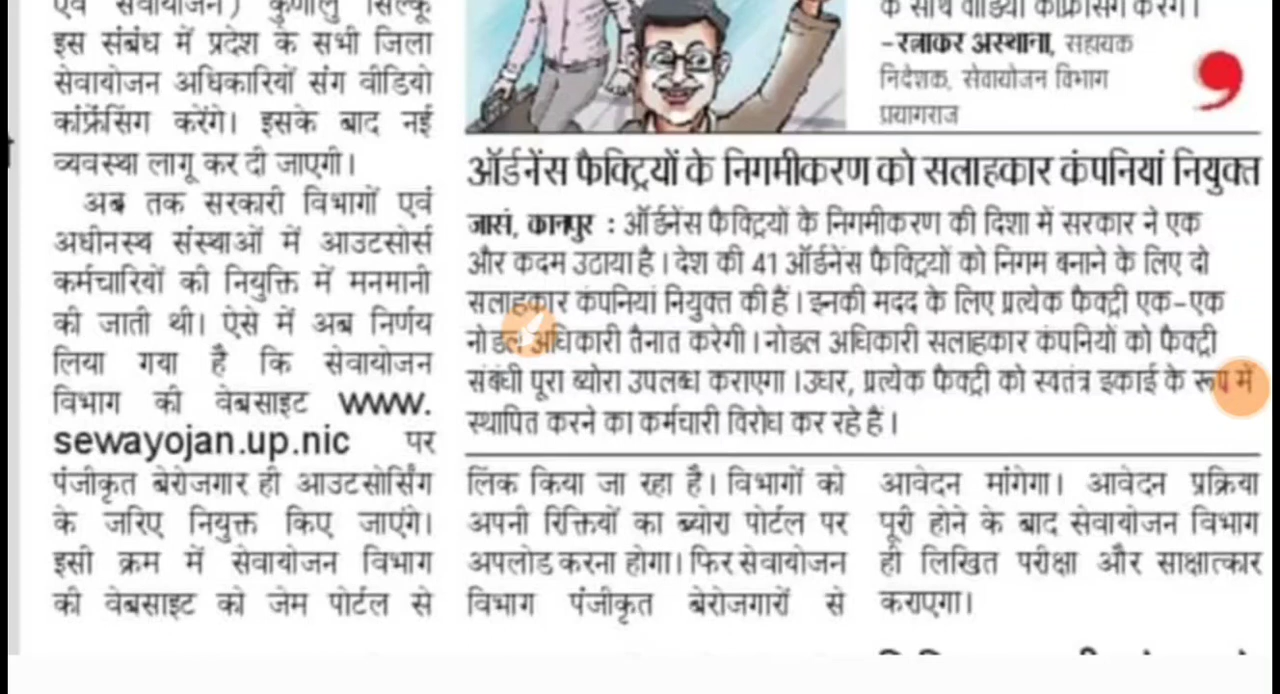 इस संबंध में प्रदेश के सभी जिला
सेवायोजन अधिकारियों संग वीडियो
कांफ्रेंसिंग करेंगे। इसके बाद नई
व्यवस्था लागू कर दी जाएगी।
अब तक सरकारी विभागों एवं
अधीनस्थ संस्थाओं में आउटसोर्स
कर्मचारियों की नियुक्ति में मनमानी
की जाती थी। ऐसे में अब निर्णय
लिया गया है कि सेवायोजन
विभाग की वेबसाइट www.
sewayojan.up.nic पर
पंजीकृत बेरोजगार ही आउटसोर्सिंग
के जरिए नियुक्त किए जाएंगे।
इसी क्रम में सेवायोजन विभाग
की वेबसाइट को जेम पोर्टल से
लिंक किया जा रहा है। विभागों को
अपनी रिक्तियों का ब्योरा पोर्टल पर
अपलोड करना होगा। फिर सेवायोजन
विभाग पंजीकृत बेरोजगारों से
आवेदन मांगेगा। आवेदन प्रक्रिया
पूरी होने के बाद सेवायोजन विभाग
ही लिखित परीक्षा और साक्षात्कार
कराएगा।
के साथ वीडियो कांफ्रेंसिंग करेंगे।
-रत्नाकर अस्थाना, सहायक
निदेशक, सेवायोजन विभाग
प्रयागराज
ऑर्डनेंस फैक्ट्रियों के निगमीकरण को सलाहकार कंपनियां नियुक्त
जासं, कानपुर : ऑर्डनेंस फैक्ट्रियों के निगमीकरण की दिशा में सरकार ने एक
और कदम उठाया है। देश की 41 ऑर्डनेंस फैक्ट्रियों को निगम बनाने के लिए दो
सलाहकार कंपनियां नियुक्त की हैं। इनकी मदद के लिए प्रत्येक फैक्ट्री एक-एक
नोडल अधिकारी तैनात करेगी। नोडल अधिकारी सलाहकार कंपनियों को फैक्ट्री
संबंधी पूरा ब्योरा उपलब्ध कराएगा। उधर, प्रत्येक फैक्ट्री को स्वतंत्र इकाई के रूप में
स्थापित करने का कर्मचारी विरोध कर रहे हैं।